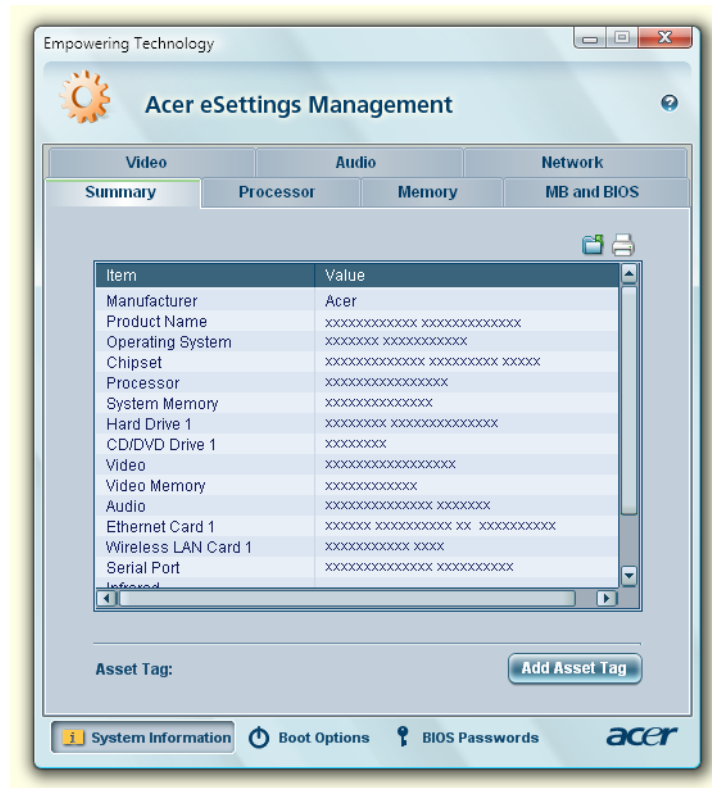 Empowering Technology
Acer eSettings Management
Video Audio Network
Summary Processor Memory MB and BIOS
Item Value
Manufacturer Acer
Product Name xxxxxxxxxxxx xxxxxxxxxxxxx
Operating System xxxxxxx xxxxxxxxxxx
Chipset xxxxxxxxxxxxx xxxxxxxxx xxxxx
Processor xxxxxxxxxxxxxxxx
System Memory xxxxxxxxxxxxxx
Hard Drive 1 xxxxxxxx xxxxxxxxxxxxxx
CD/DVD Drive 1 xxxxxxxx
Video xxxxxxxxxxxxxxxxx
Video Memory xxxxxxxxxxxx
Audio xxxxxxxxxxxxxx xxxxxxx
Ethernet Card 1 xxxxxx xxxxxxxxxx xx xxxxxxxxxx
Wireless LAN Card 1 xxxxxxxxxxx xxxx
Serial Port xxxxxxxxxxxxxx xxxxxxxxxx
Infrared
Asset Tag: Add Asset Tag
System Information Boot Options BIOS Passwords acer